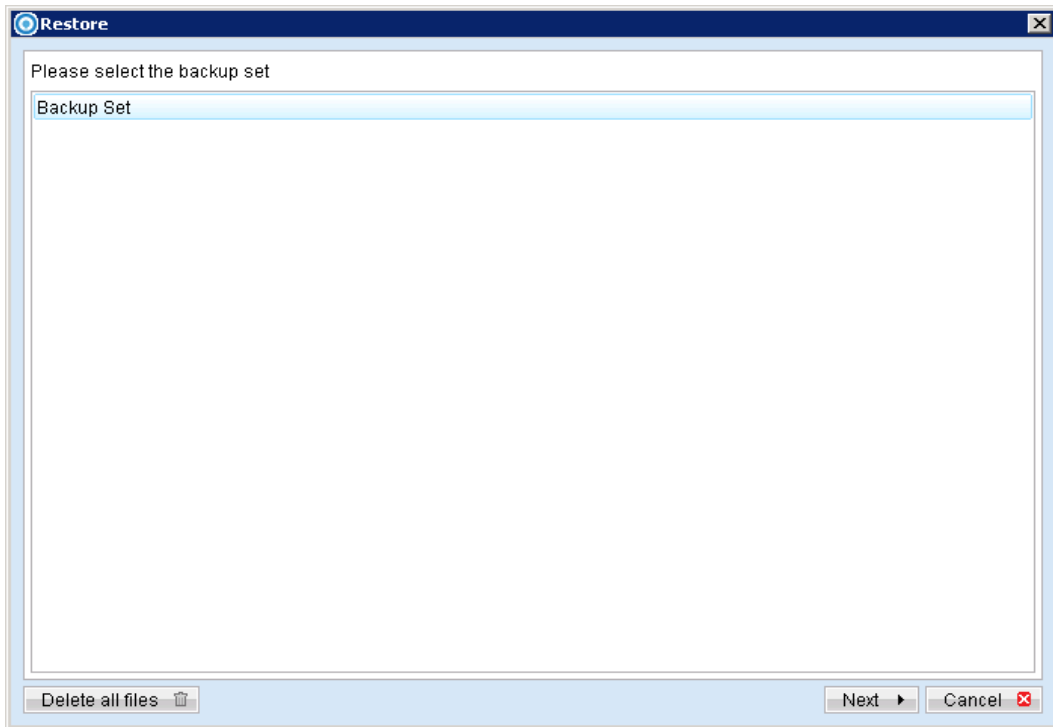 Restore
Please select the backup set
Backup Set
Delete all files
Next
Cancel